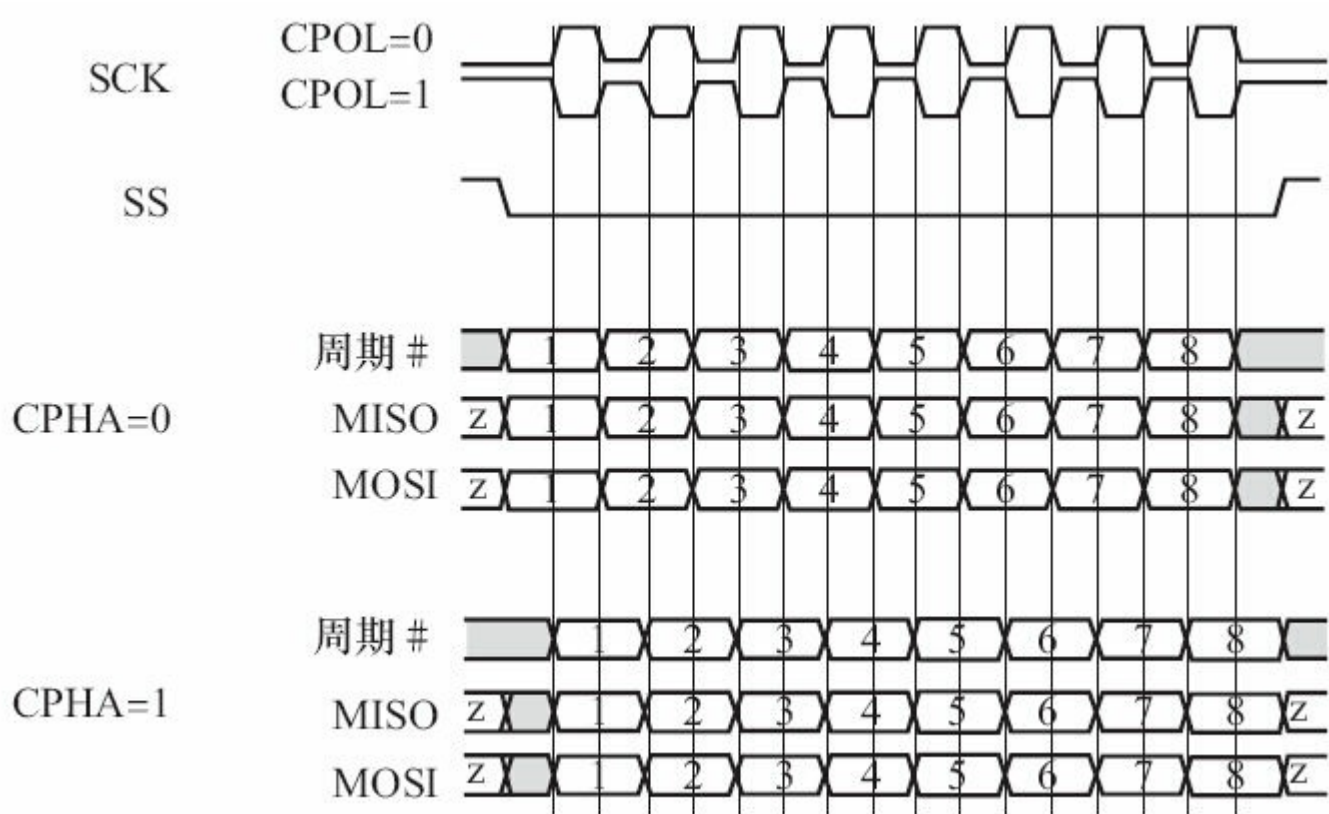 CPOL=0
SCK
CPOL=1
SS
周期 # 1 2 3 4 5 6 7 8
CPHA=0 MISO z 1 2 3 4 5 6 7 8 z
MOSI z 1 2 3 4 5 6 7 8 z
周期 # 1 2 3 4 5 6 7 8
CPHA=1 MISO z 1 2 3 4 5 6 7 8 z
MOSI z 1 2 3 4 5 6 7 8 z